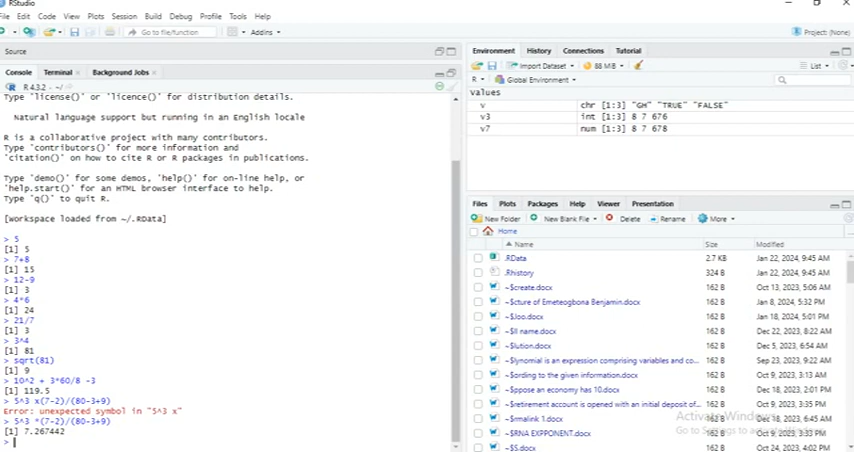 RStudio
File Edit Code View Plots Session Build Debug Profile Tools Help
Go to file/function Addins Project: (None)
Source
Console Terminal Background Jobs
R 4.3.2 · ~/
Type 'license()' or 'licence()' for distribution details.
Natural language support but running in an English locale
R is a collaborative project with many contributors.
Type 'contributors()' for more information and
'citation()' on how to cite R or R packages in publications.
Type 'demo()' for some demos, 'help()' for on-line help, or
'help.start()' for an HTML browser interface to help.
Type 'q()' to quit R.
[workspace loaded from ~/.RData]
> 5
[1] 5
> 7+8
[1] 15
> 12-9
[1] 3
> 4*6
[1] 24
> 21/7
[1] 3
> 3^4
[1] 81
> sqrt(81)
[1] 9
> 10^2 + 3*60/8 -3
[1] 119.5
> 5^3 x(7-2)/(80-3+9)
Error: unexpected symbol in "5^3 x"
> 5^3 *(7-2)/(80-3+9)
[1] 7.267442
>
Environment History Connections Tutorial
Import Dataset 88 MiB List
R Global Environment
values
v chr [1:3] "GM" "TRUE" "FALSE"
v3 int [1:3] 8 7 676
v7 num [1:3] 8 7 678
Files Plots Packages Help Viewer Presentation
New Folder New Blank File Delete Rename More
Home
Name Size Modified
.RData 2.7 KB Jan 22, 2024, 9:45 AM
.Rhistory 324 B Jan 22, 2024, 9:45 AM
~$create.docx 162 B Oct 13, 2023, 5:06 AM
~$cture of Emeteogbona Benjamin.docx 162 B Jan 8, 2024, 5:32 PM
~$Joo.docx 162 B Jan 18, 2024, 5:01 PM
~$ll name.docx 162 B Dec 22, 2023, 8:22 AM
~$lution.docx 162 B Dec 5, 2023, 6:54 AM
~$lynomial is an expression comprising variables and co... 162 B Sep 23, 2023, 9:22 AM
~$ording to the given information.docx 162 B Oct 9, 2023, 3:13 AM
~$ppose an economy has 10.docx 162 B Dec 18, 2023, 2:01 PM
~$retirement account is opened with an initial deposit of... 162 B Oct 9, 2023, 3:35 PM
~$rmalink 1.docx 162 B Dec 18, 2023, 6:45 AM
~$RNA EXPPONENT.docx 162 B Oct 9, 2023, 3:33 PM
~$S.docx 162 B Oct 24, 2023, 4:02 PM
Activate Windows
Go to Settings to activate Windows